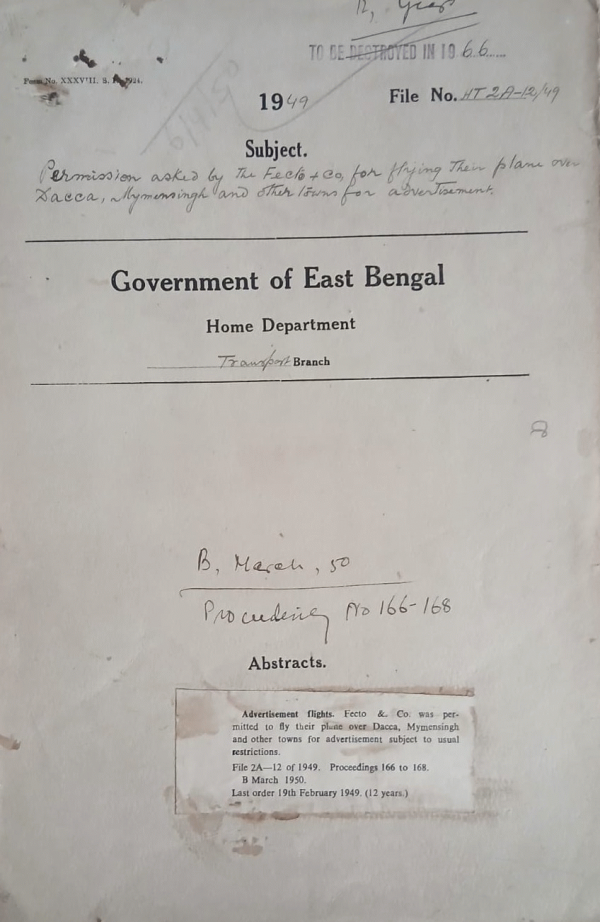 12, Years
TO BE DESTROYED IN 1966
Form No. XXXVIII.
1949 File No. HT 2A-12/49
Subject.
Permission asked by The Fecto & Co, for flying Their plane over
Dacca, Mymensingh and other towns for advertisement.
Government of East Bengal
Home Department
Transport Branch
B, March, 50
Proceeding No 166-168
Abstracts.
Advertisement flights. Fecto &. Co. was per-
mitted to fly their plane over Dacca, Mymensingh
and other towns for advertisement subject to usual
restrictions.
File 2A—12 of 1949. Proceedings 166 to 168.
B March 1950.
Last order 19th February 1949. (12 years.)